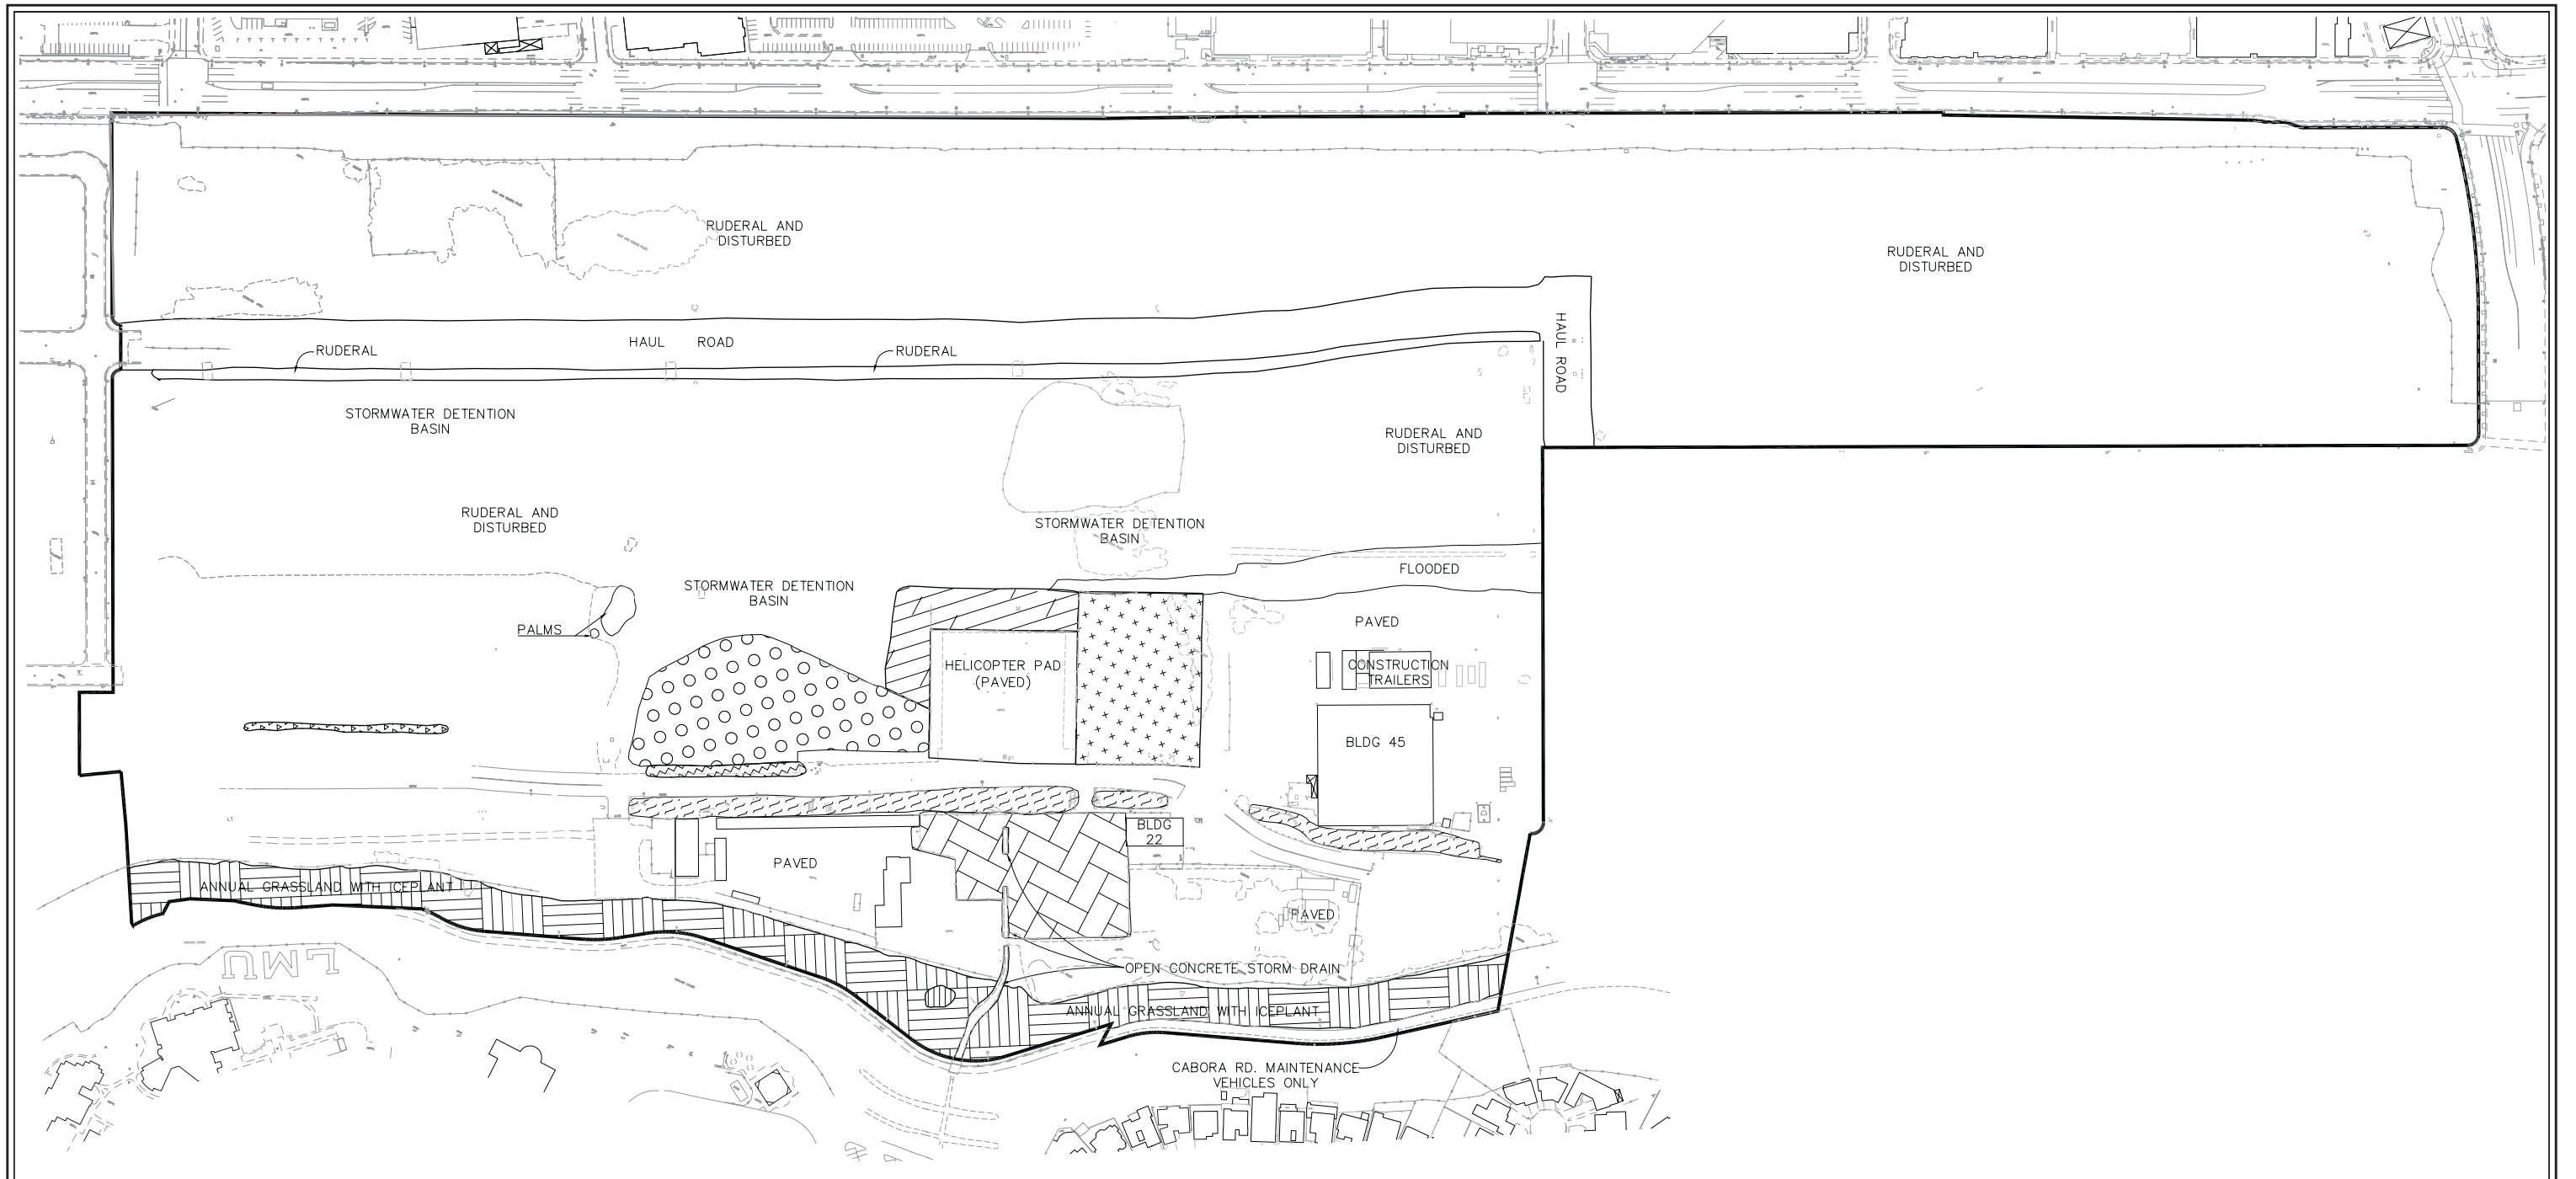 RUDERAL AND
DISTURBED
RUDERAL AND
DISTURBED
HAUL ROAD
HAUL ROAD
RUDERAL
RUDERAL
STORMWATER DETENTION
BASIN
RUDERAL AND
DISTURBED
RUDERAL AND
DISTURBED
STORMWATER DETENTION
BASIN
FLOODED
STORMWATER DETENTION
BASIN
PALMS
PAVED
HELICOPTER PAD
(PAVED)
CONSTRUCTION
TRAILERS
BLDG 45
BLDG
22
PAVED
ANNUAL GRASSLAND WITH ICEPLANT
PAVED
OPEN CONCRETE STORM DRAIN
LMU
ANNUAL GRASSLAND WITH ICEPLANT
CABORA RD. MAINTENANCE
VEHICLES ONLY